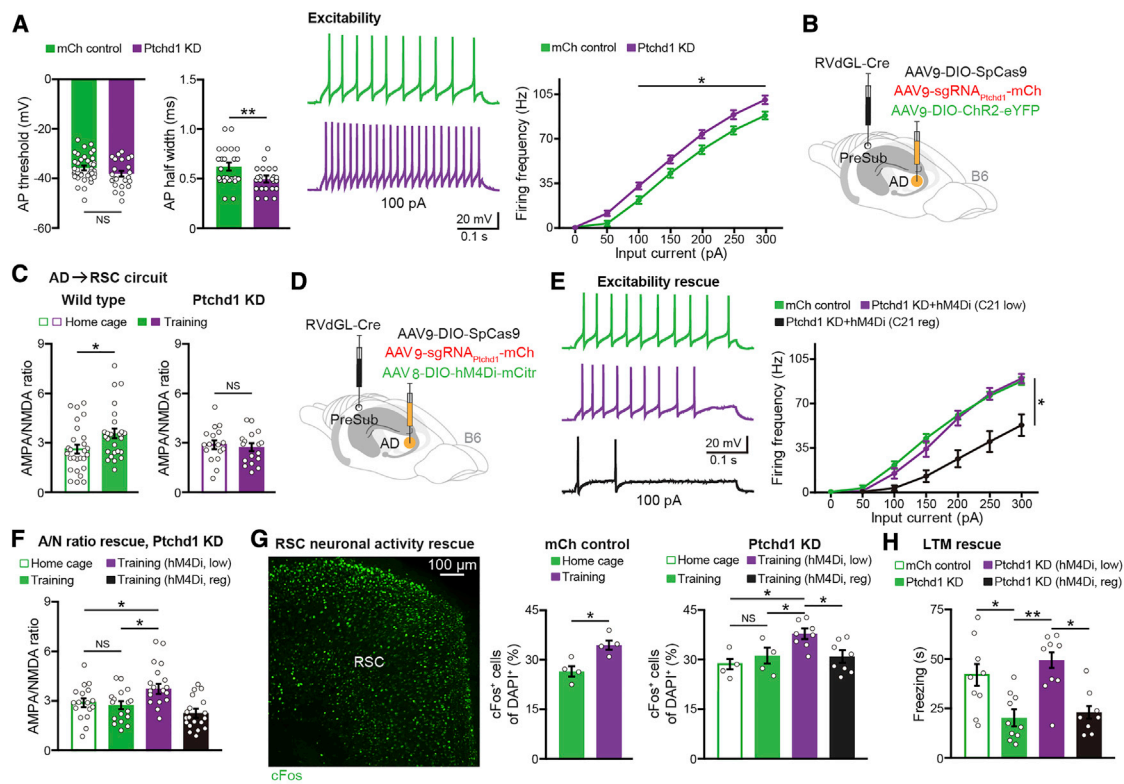 A
mCh control Ptchd1 KD
AP threshold (mV)
0
-20
-40
-60
NS
AP half width (ms)
1.5
1.0
0.5
0
**
Excitability
100 pA
20 mV
0.1 s
mCh control
Ptchd1 KD
Firing frequency (Hz)
105
70
35
0
*
0 50 100 150 200 250 300
Input current (pA)
B
RVdGL-Cre
AAV9-DIO-SpCas9
AAV9-sgRNAPtchd1-mCh
AAV9-DIO-ChR2-eYFP
PreSub
AD
B6
C AD→RSC circuit
Wild type Ptchd1 KD
Home cage Training
AMPA/NMDA ratio
9
6
3
0
*
AMPA/NMDA ratio
9
6
3
0
NS
D
RVdGL-Cre
AAV9-DIO-SpCas9
AAV9-sgRNAPtchd1-mCh
AAV8-DIO-hM4Di-mCitr
PreSub
AD
B6
E Excitability rescue
100 pA
20 mV
0.1 s
mCh control Ptchd1 KD+hM4Di (C21 low)
Ptchd1 KD+hM4Di (C21 reg)
Firing frequency (Hz)
105
70
35
0
*
0 50 100 150 200 250 300
Input current (pA)
F A/N ratio rescue, Ptchd1 KD
Home cage Training (hM4Di, low)
Training Training (hM4Di, reg)
AMPA/NMDA ratio
9
6
3
0
*
NS *
G RSC neuronal activity rescue
100 µm
RSC
cFos
mCh control
Home cage
Training
cFos+ cells
of DAPI+ (%)
45
30
15
0
*
Ptchd1 KD
Home cage Training (hM4Di, low)
Training Training (hM4Di, reg)
cFos+ cells
of DAPI+ (%)
45
30
15
0
*
NS * *
H LTM rescue
mCh control Ptchd1 KD (hM4Di, low)
Ptchd1 KD Ptchd1 KD (hM4Di, reg)
Freezing (s)
75
50
25
0
* ** *